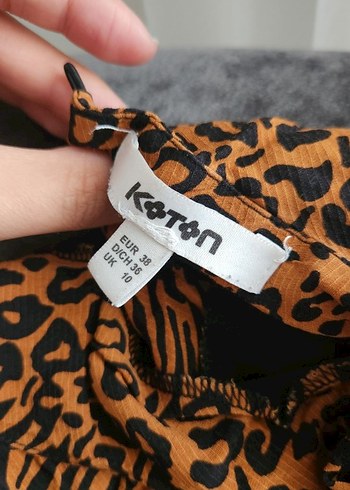 KOTON
EUR 38
D/CH 36
UK 10